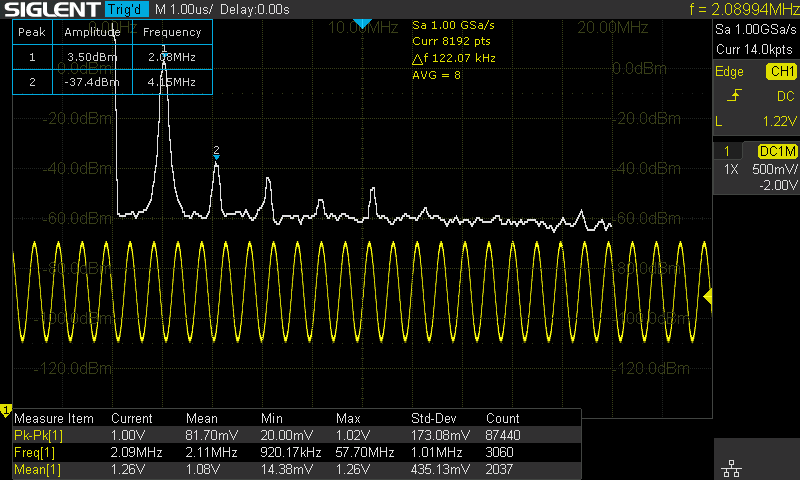 SIGLENT Trig'd M 1.00us/ Delay:0.00s f = 2.08994MHz
Peak Amplitude Frequency
1 3.50dBm 2.08MHz
2 -37.4dBm 4.15MHz
10.00MHz 20.00MHz
Sa 1.00 GSa/s
Curr 8192 pts
△f 122.07 kHz
AVG = 8
Sa 1.00GSa/s
Curr 14.0kpts
Edge CH1
DC
L 1.22V
1 DC1M
1X 500mV/
-2.00V
0.0dBm 0.0dBm
-20.0dBm -20.0dBm
-40.0dBm -40.0dBm
2
-60.0dBm -60.0dBm
-80.0dBm -80.0dBm
-100.0dBm -100.0dBm
-120.0dBm -120.0dBm
1
Measure Item Current Mean Min Max Std-Dev Count
Pk-Pk[1] 1.00V 81.70mV 20.00mV 1.02V 173.08mV 87440
Freq[1] 2.09MHz 2.11MHz 920.17kHz 57.70MHz 1.01MHz 3060
Mean[1] 1.26V 1.08V 14.38mV 1.26V 435.13mV 2037